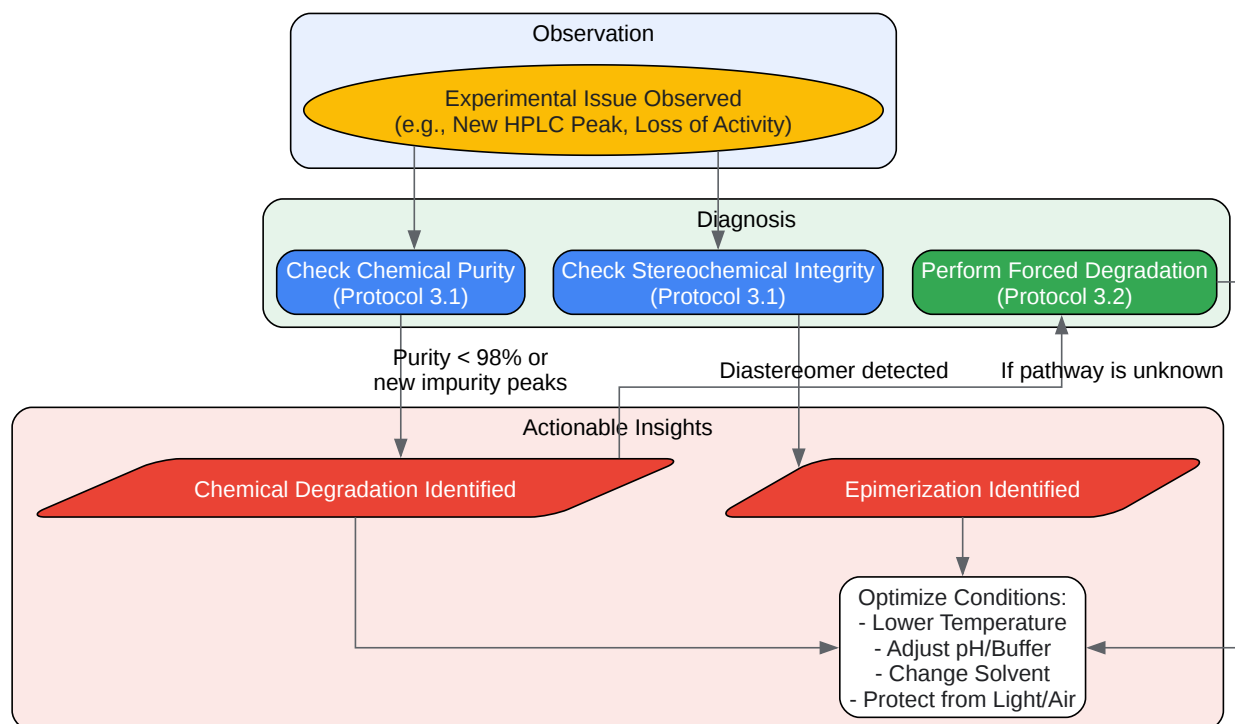 Observation
Experimental Issue Observed
(e.g., New HPLC Peak, Loss of Activity)
Diagnosis
Check Chemical Purity
(Protocol 3.1)
Check Stereochemical Integrity
(Protocol 3.1)
Perform Forced Degradation
(Protocol 3.2)
Purity < 98% or
new impurity peaks
Diastereomer detected
If pathway is unknown
Actionable Insights
Chemical Degradation Identified
Epimerization Identified
Optimize Conditions:
- Lower Temperature
- Adjust pH/Buffer
- Change Solvent
- Protect from Light/Air